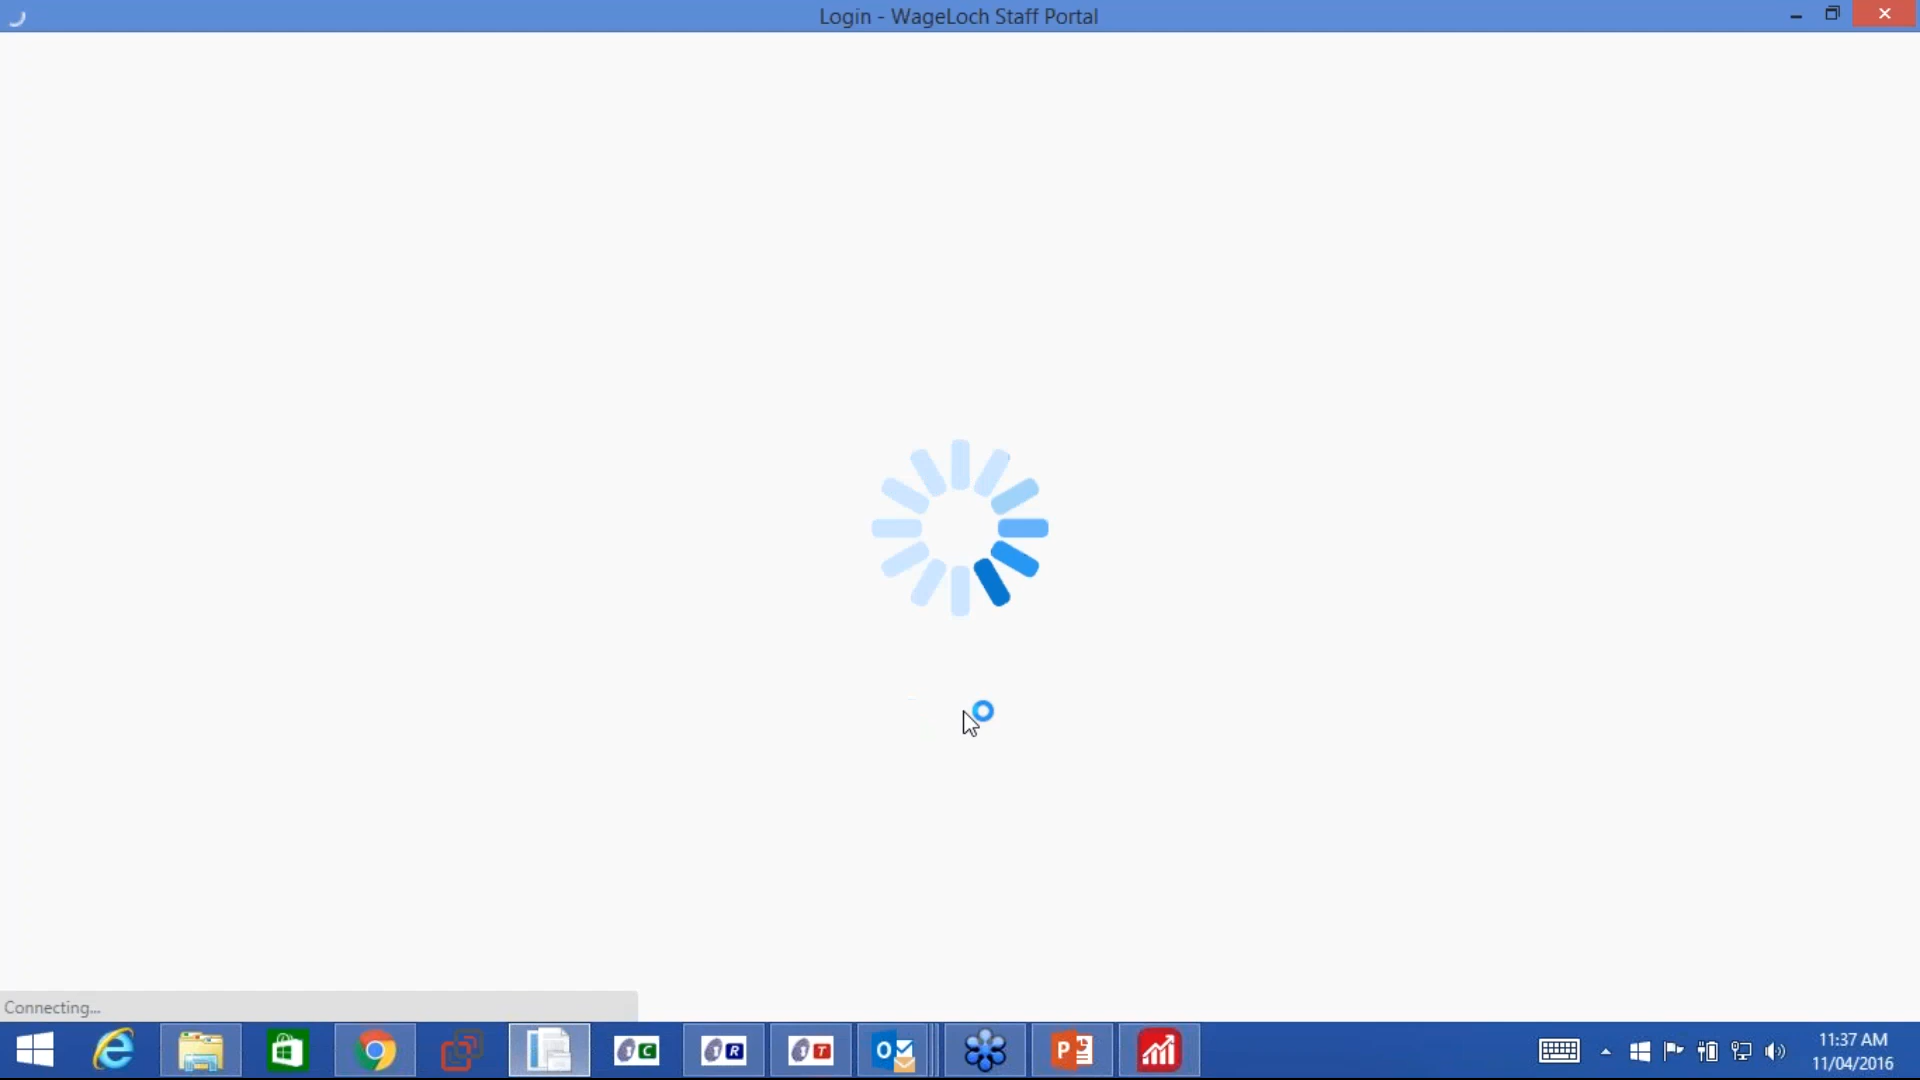 Login - WageLoch Staff Portal
Connecting...
C
R
T
O
P
11:37 AM
11/04/2016